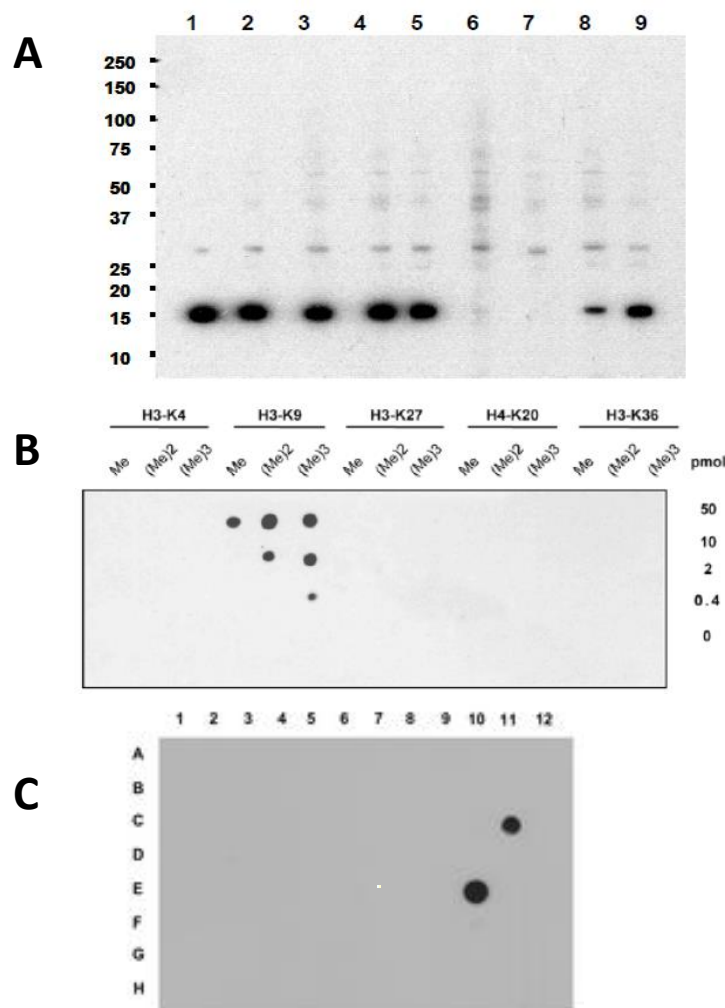 1 2 3 4 5 6 7 8 9
A
250
150
100
75
50
37
25
20
15
10
H3-K4 H3-K9 H3-K27 H4-K20 H3-K36
B
Me (Me)2 (Me)3 Me (Me)2 (Me)3 Me (Me)2 (Me)3 Me (Me)2 (Me)3 Me (Me)2 (Me)3 pmol
50
10
2
0.4
0
1 2 3 4 5 6 7 8 9 10 11 12
A
B
C
C
D
E
F
G
H